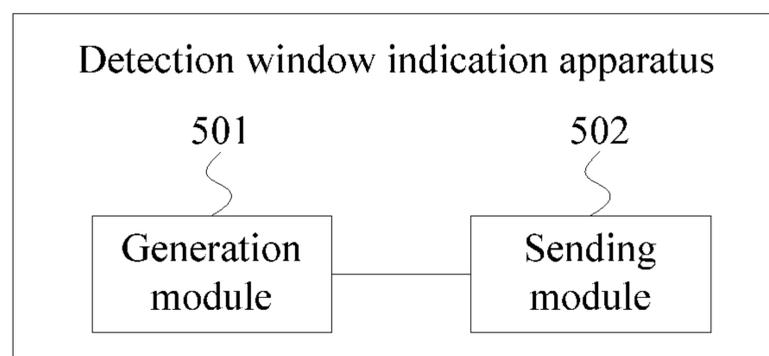 Detection window indication apparatus
501 502
Generation module
Sending module